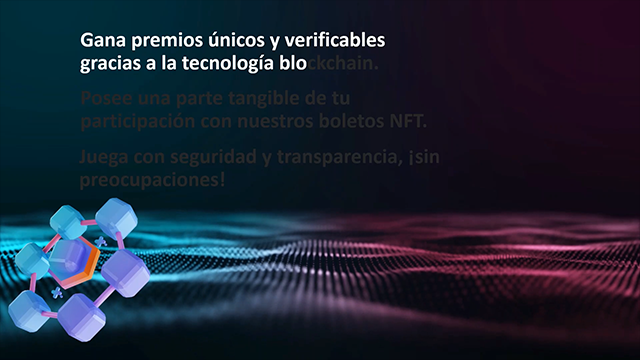 Gana premios únicos y verificables
gracias a la tecnología blockchain.
Posee una parte tangible de tu
participación con nuestros boletos NFT.
Juega con seguridad y transparencia, ¡sin
preocupaciones!